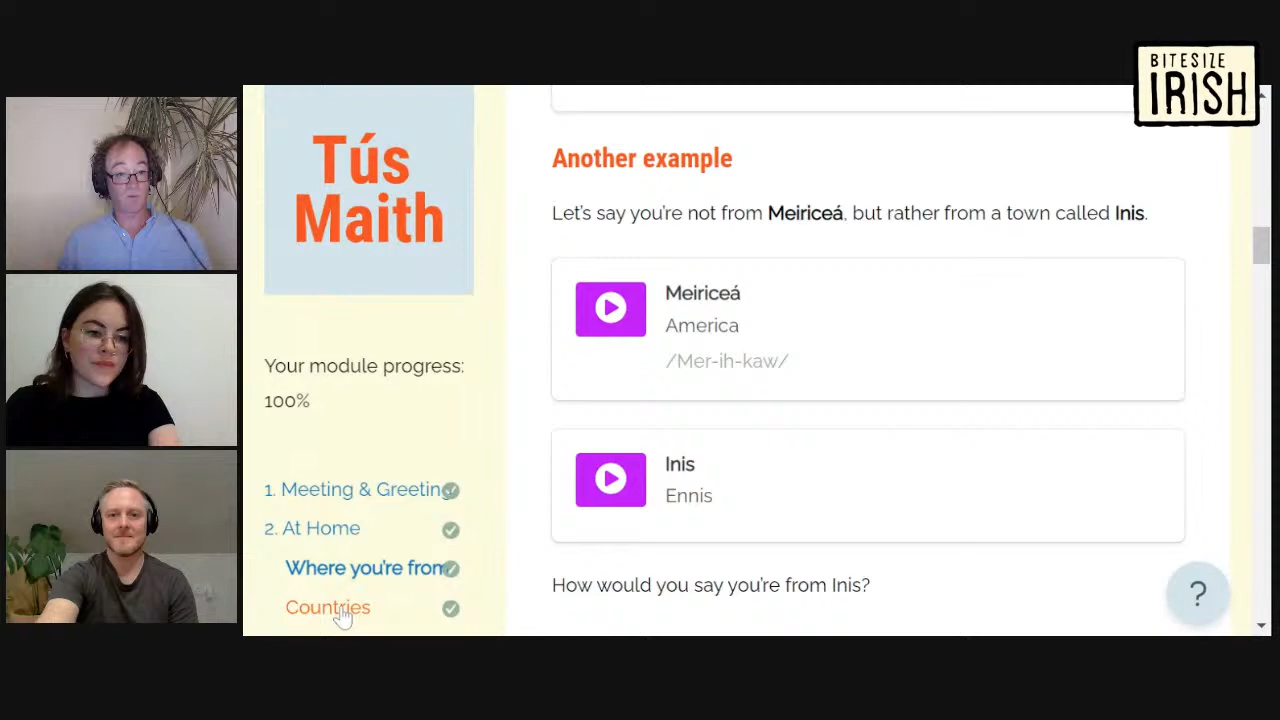 BITESIZE
IRISH
Tús
Maith
Your module progress:
100%
1. Meeting & Greetin
2. At Home
Where you're from
Countries
Another example
Let's say you're not from Meiriceá, but rather from a town called Inis.
Meiriceá
America
/Mer-ih-kaw/
Inis
Ennis
How would you say you're from Inis?
?